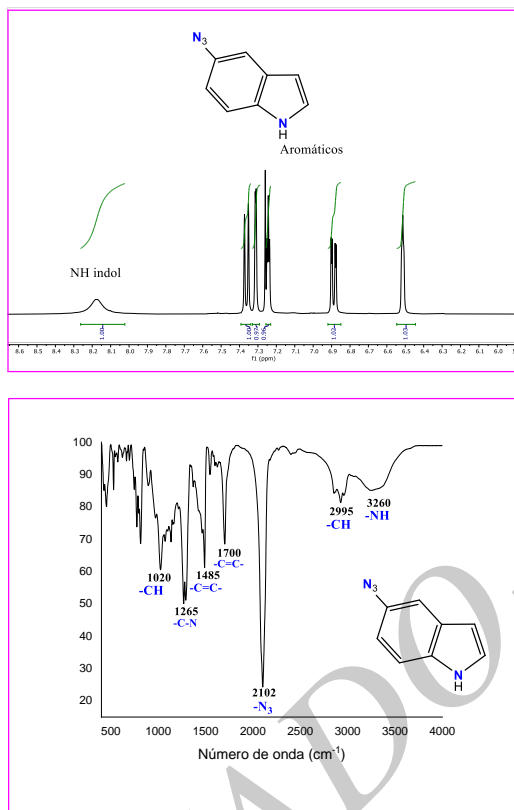 N3
N
H
Aromáticos
NH indol
1.00
1.00
0.97
0.96
1.02
1.03
8.6 8.5 8.4 8.3 8.2 8.1 8.0 7.9 7.8 7.7 7.6 7.5 7.4 7.3 7.2 7.1 7.0 6.9 6.8 6.7 6.6 6.5 6.4 6.3 6.2 6.1 6.0
f1 (ppm)
100
90
80
70
60
50
40
30
20
2995
-CH
3260
-NH
1700
-C=C-
1020
-CH
1485
-C=C-
1265
-C-N
2102
-N3
N3
N
H
500 1000 1500 2000 2500 3000 3500 4000
Número de onda (cm-1)
ADO